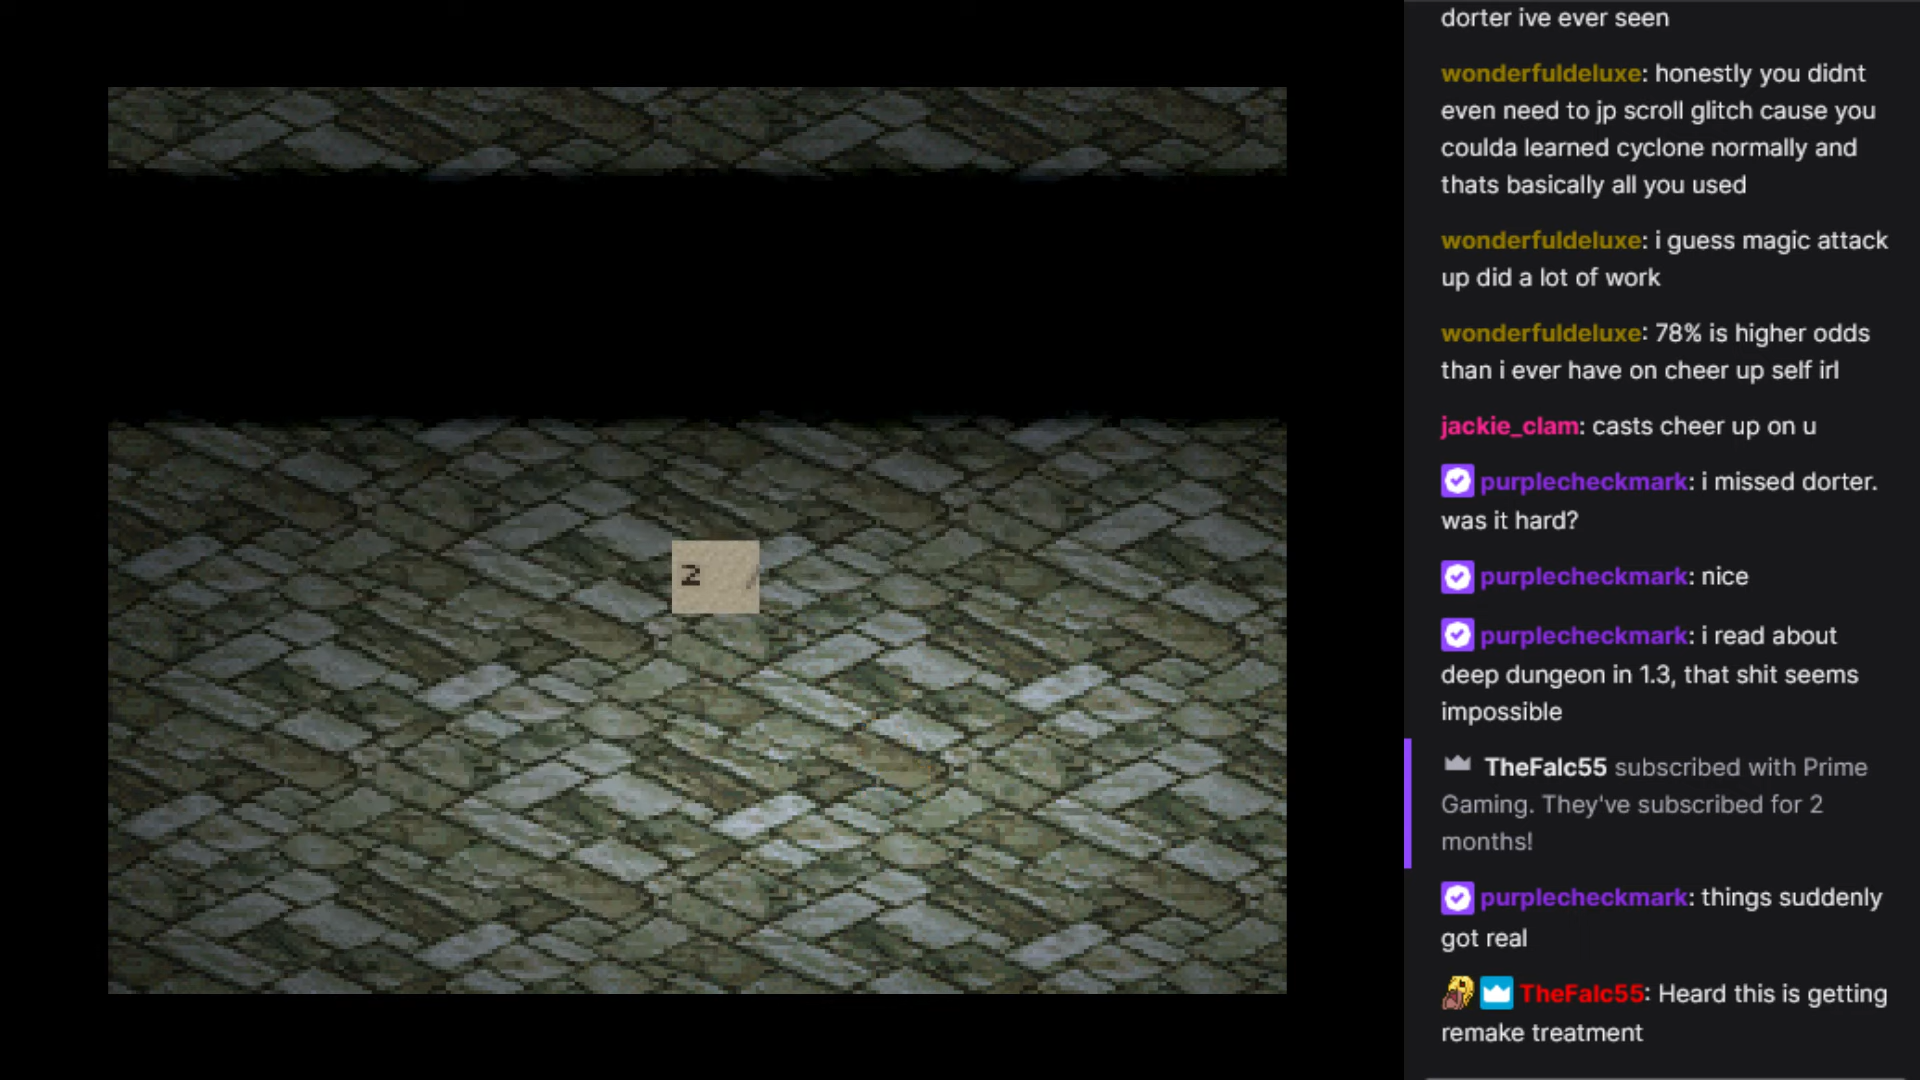 2
dorter ive ever seen
wonderfuldeluxe: honestly you didnt
even need to jp scroll glitch cause you
coulda learned cyclone normally and
thats basically all you used
wonderfuldeluxe: i guess magic attack
up did a lot of work
wonderfuldeluxe: 78% is higher odds
than i ever have on cheer up self irl
jackie_clam: casts cheer up on u
purplecheckmark: i missed dorter.
was it hard?
purplecheckmark: nice
purplecheckmark: i read about
deep dungeon in 1.3, that shit seems
impossible
TheFalc55 subscribed with Prime
Gaming. They've subscribed for 2
months!
purplecheckmark: things suddenly
got real
TheFalc55: Heard this is getting
remake treatment